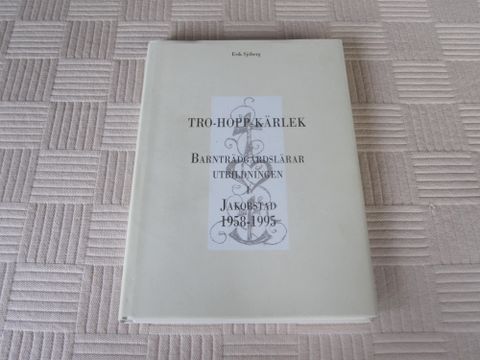 Erik Sjöberg
TRO-HOPP-KÄRLEK
BARNTRÄDGÅRDSLÄRAR
UTBILDNINGEN
I
JAKOBSTAD
1958-1995